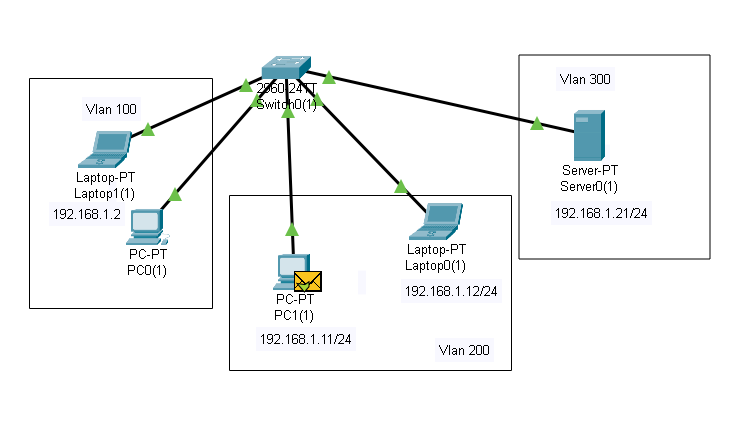 2960-24TT
Switch0(1)
Vlan 100
Laptop-PT
Laptop1(1)
192.168.1.2
PC-PT
PC0(1)
PC-PT
PC1(1)
192.168.1.11/24
Laptop-PT
Laptop0(1)
192.168.1.12/24
Vlan 200
Vlan 300
Server-PT
Server0(1)
192.168.1.21/24